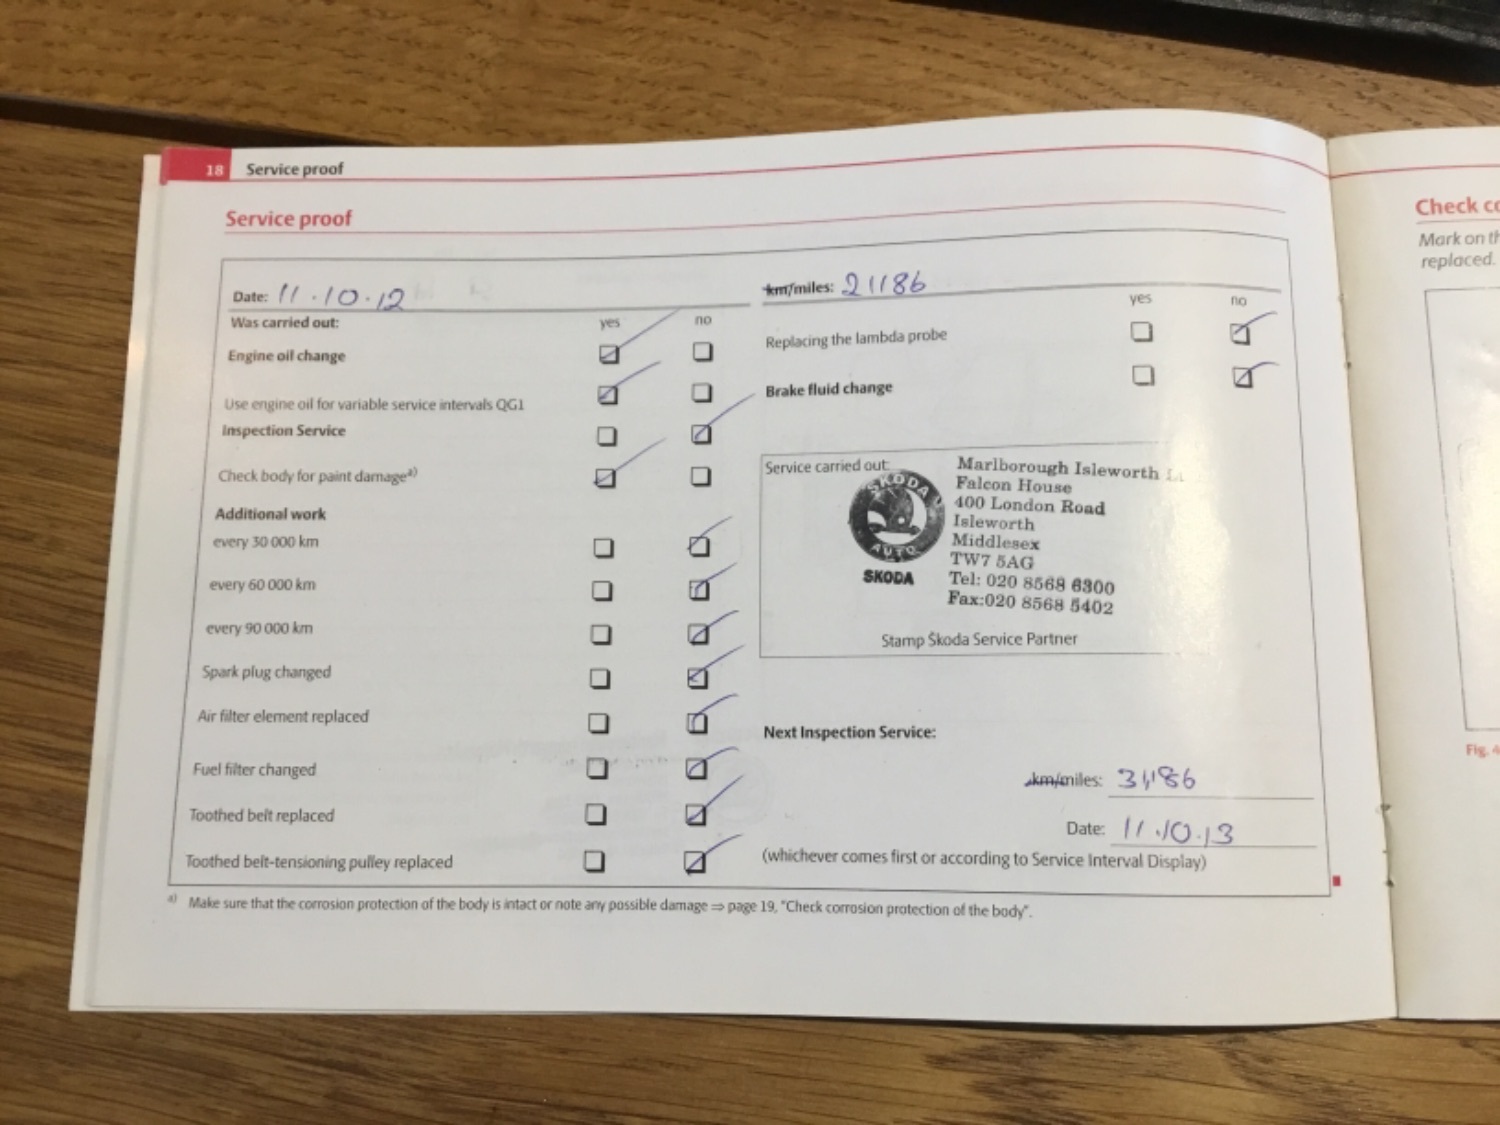 18 Service proof
Service proof
Date: 11.10.12
km/miles: 21186
Was carried out: yes no
Engine oil change
Use engine oil for variable service intervals QG1
Inspection Service
Check body for paint damage a)
Additional work
every 30 000 km
every 60 000 km
every 90 000 km
Spark plug changed
Air filter element replaced
Fuel filter changed
Toothed belt replaced
Toothed belt-tensioning pulley replaced
yes no
Replacing the lambda probe
Brake fluid change
Service carried out:
SKODA
AUTO
SKODA
Marlborough Isleworth
Falcon House
400 London Road
Isleworth
Middlesex
TW7 5AG
Tel: 020 8568 6300
Fax:020 8568 5402
Stamp Škoda Service Partner
Next Inspection Service:
km/miles: 31186
Date: 11.10.13
(whichever comes first or according to Service Interval Display)
a) Make sure that the corrosion protection of the body is intact or note any possible damage ⇒ page 19, "Check corrosion protection of the body".
Check
Mark on
replaced.
Fig.